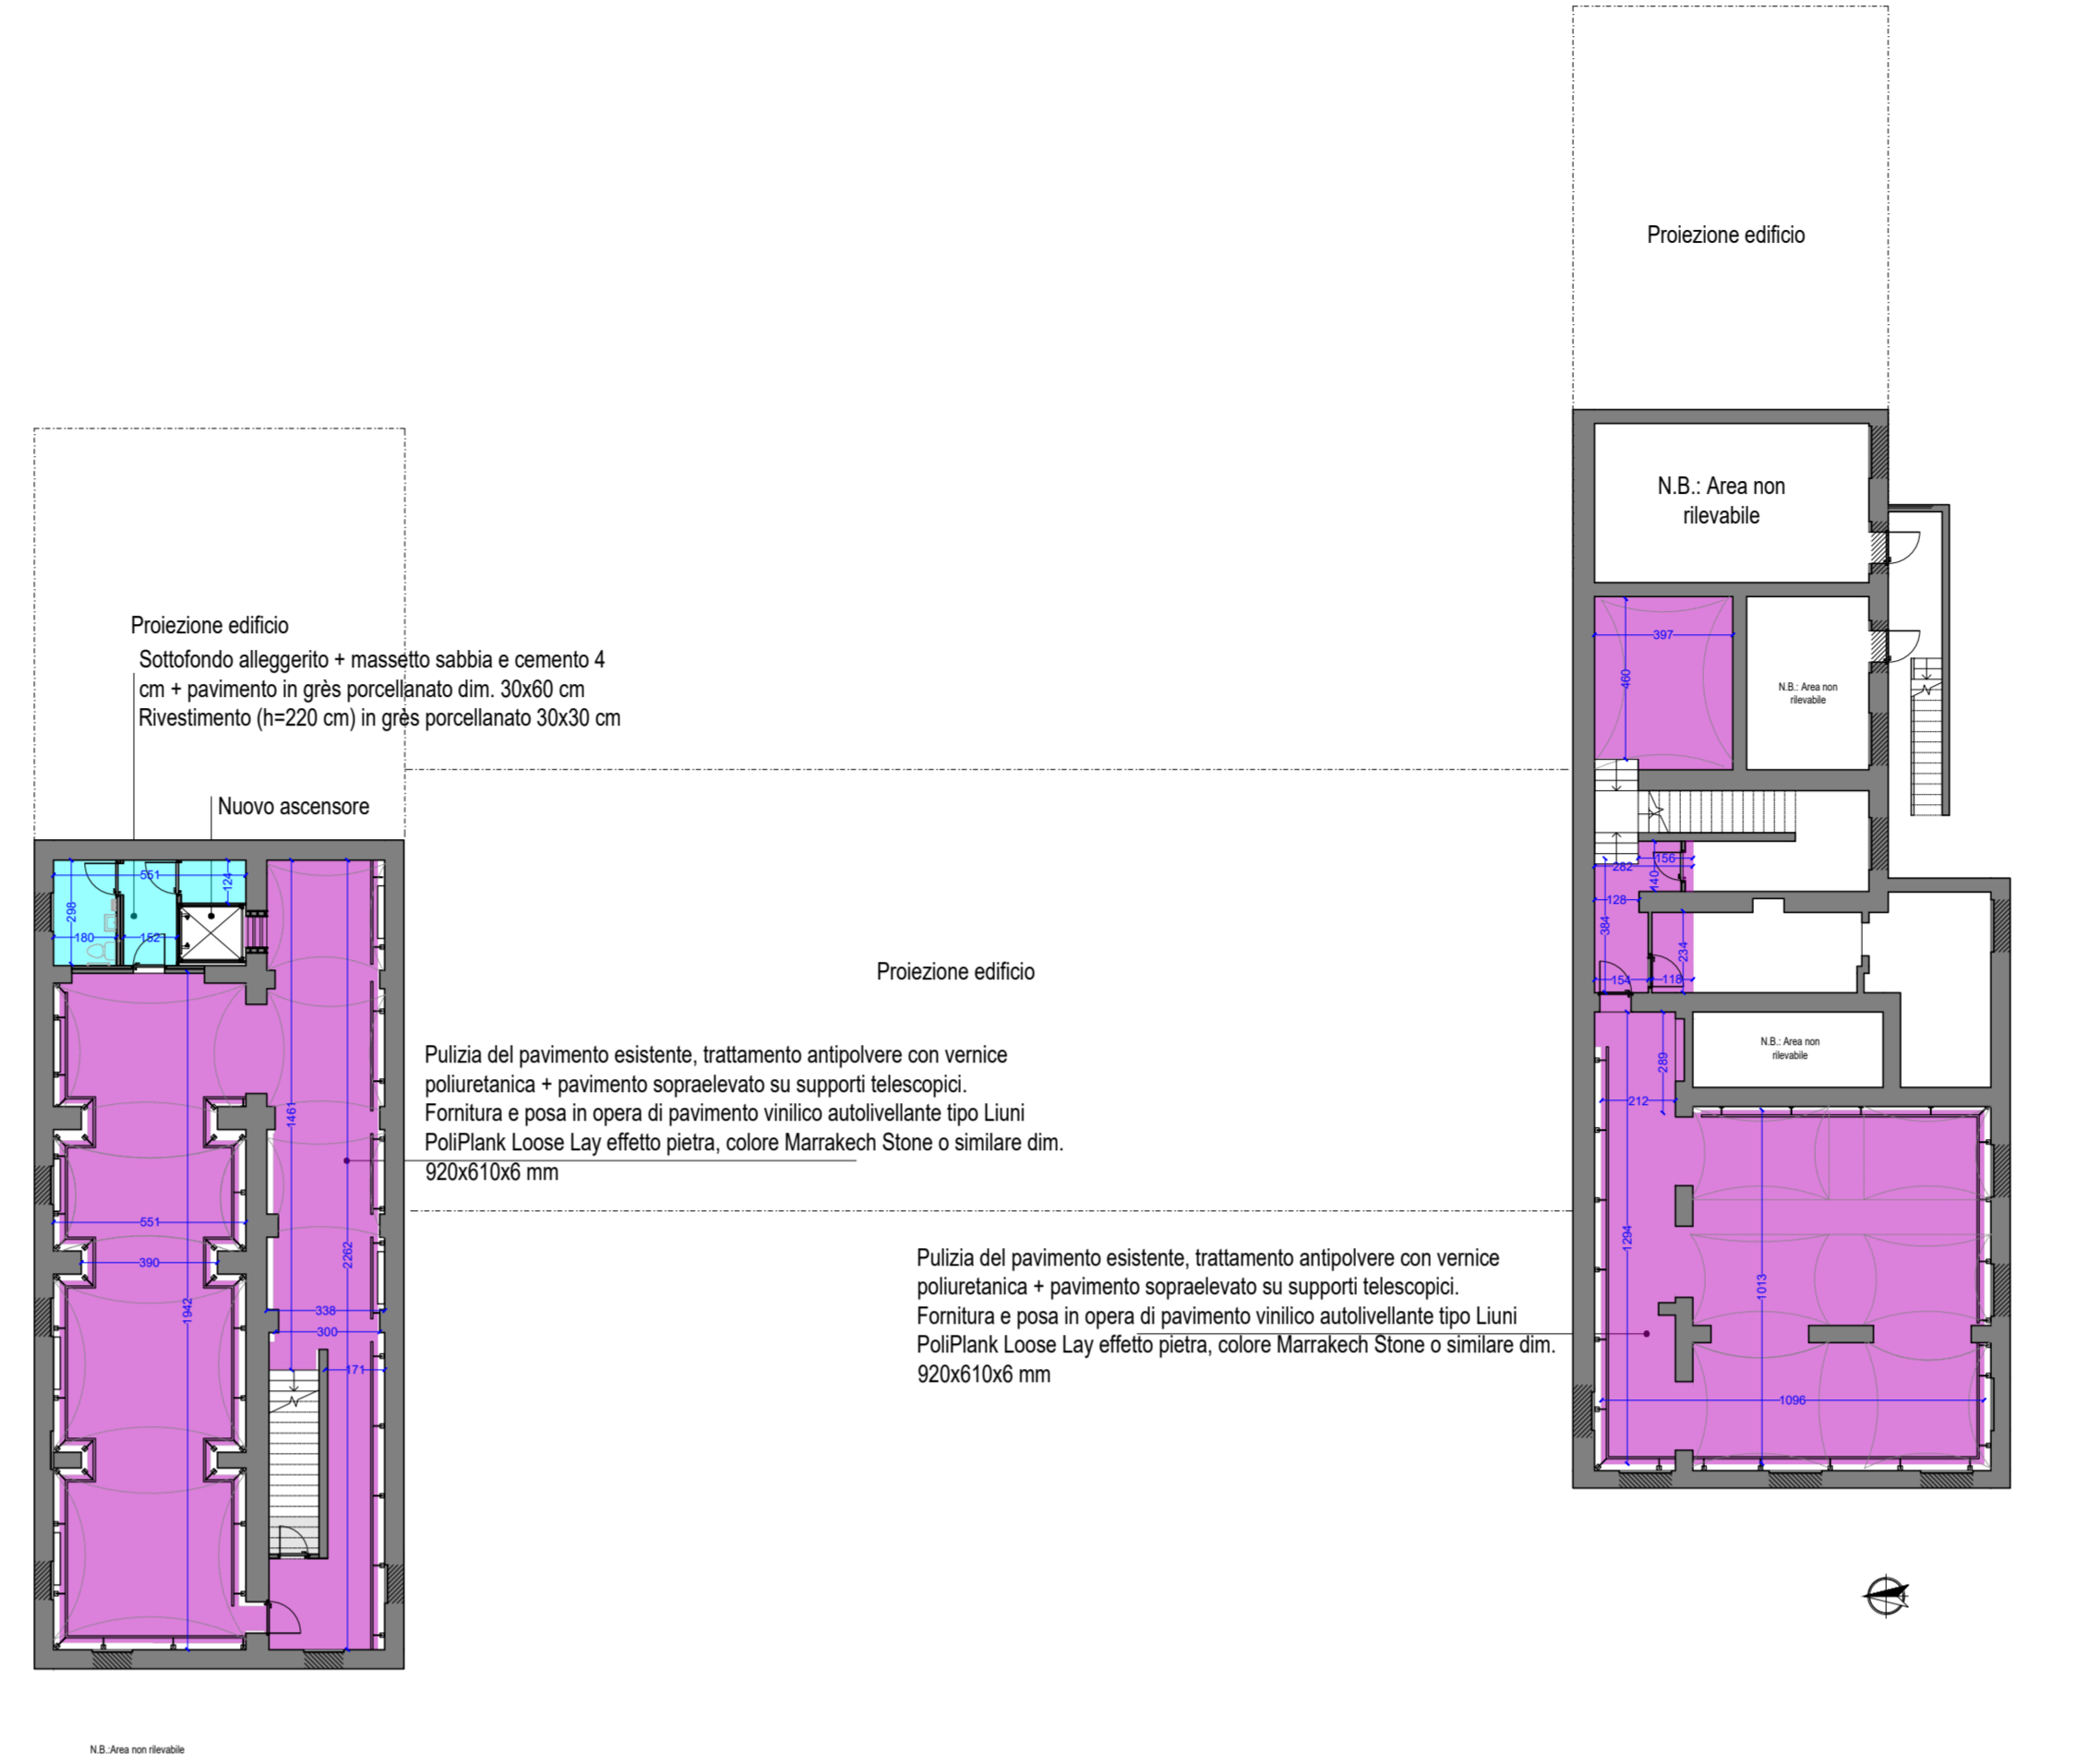 Proiezione edificio
N.B.: Area non
rilevabile
397
460
N.B.: Area non
rilevabile
Proiezione edificio
Sottofondo alleggerito + massetto sabbia e cemento 4
cm + pavimento in grès porcellanato dim. 30x60 cm
Rivestimento (h=220 cm) in grès porcellanato 30x30 cm
Nuovo ascensore
551
124
298
180
152
156
282
140
128
384
234
154
118
Proiezione edificio
Pulizia del pavimento esistente, trattamento antipolvere con vernice
poliuretanica + pavimento sopraelevato su supporti telescopici.
Fornitura e posa in opera di pavimento vinilico autolivellante tipo Liuni
PoliPlank Loose Lay effetto pietra, colore Marrakech Stone o similare dim.
920x610x6 mm
N.B.: Area non
rilevabile
289
212
1461
551
390
2262
1942
338
300
171
Pulizia del pavimento esistente, trattamento antipolvere con vernice
poliuretanica + pavimento sopraelevato su supporti telescopici.
Fornitura e posa in opera di pavimento vinilico autolivellante tipo Liuni
PoliPlank Loose Lay effetto pietra, colore Marrakech Stone o similare dim.
920x610x6 mm
1294
1013
1096
N.B.:Area non rilevabile